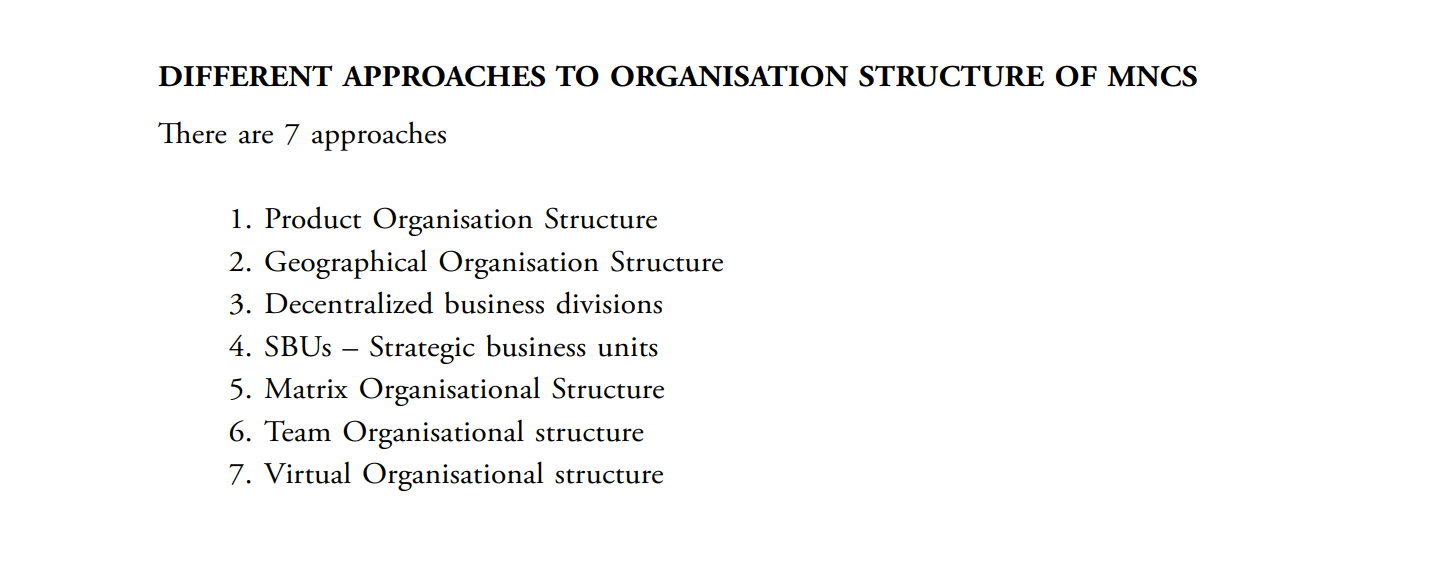 DIFFERENT APPROACHES TO ORGANISATION STRUCTURE OF MNCS
There are 7 approaches
1. Product Organisation Structure
2. Geographical Organisation Structure
3. Decentralized business divisions
4. SBUs – Strategic business units
5. Matrix Organisational Structure
6. Team Organisational structure
7. Virtual Organisational structure